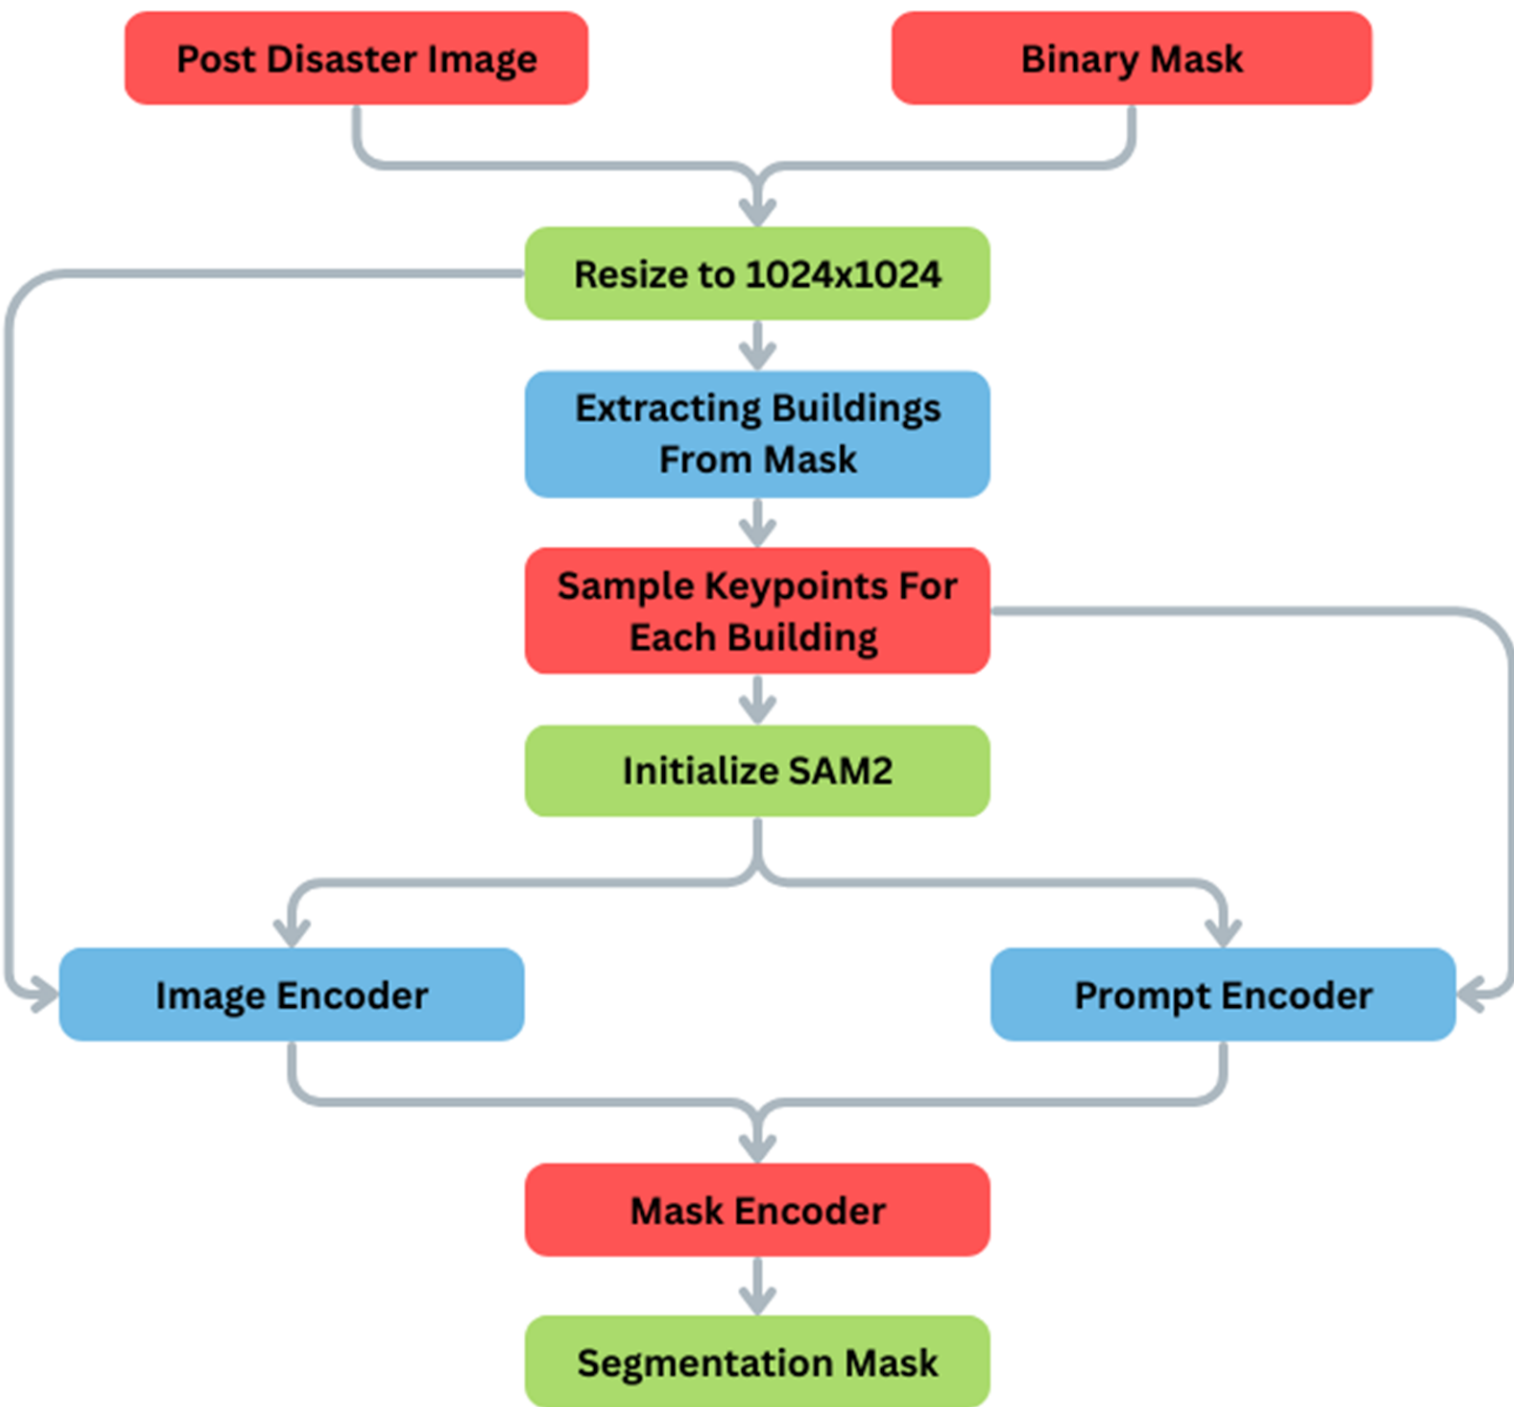 Post Disaster Image
Binary Mask
Resize to 1024x1024
Extracting Buildings
From Mask
Sample Keypoints For
Each Building
Initialize SAM2
Image Encoder
Prompt Encoder
Mask Encoder
Segmentation Mask